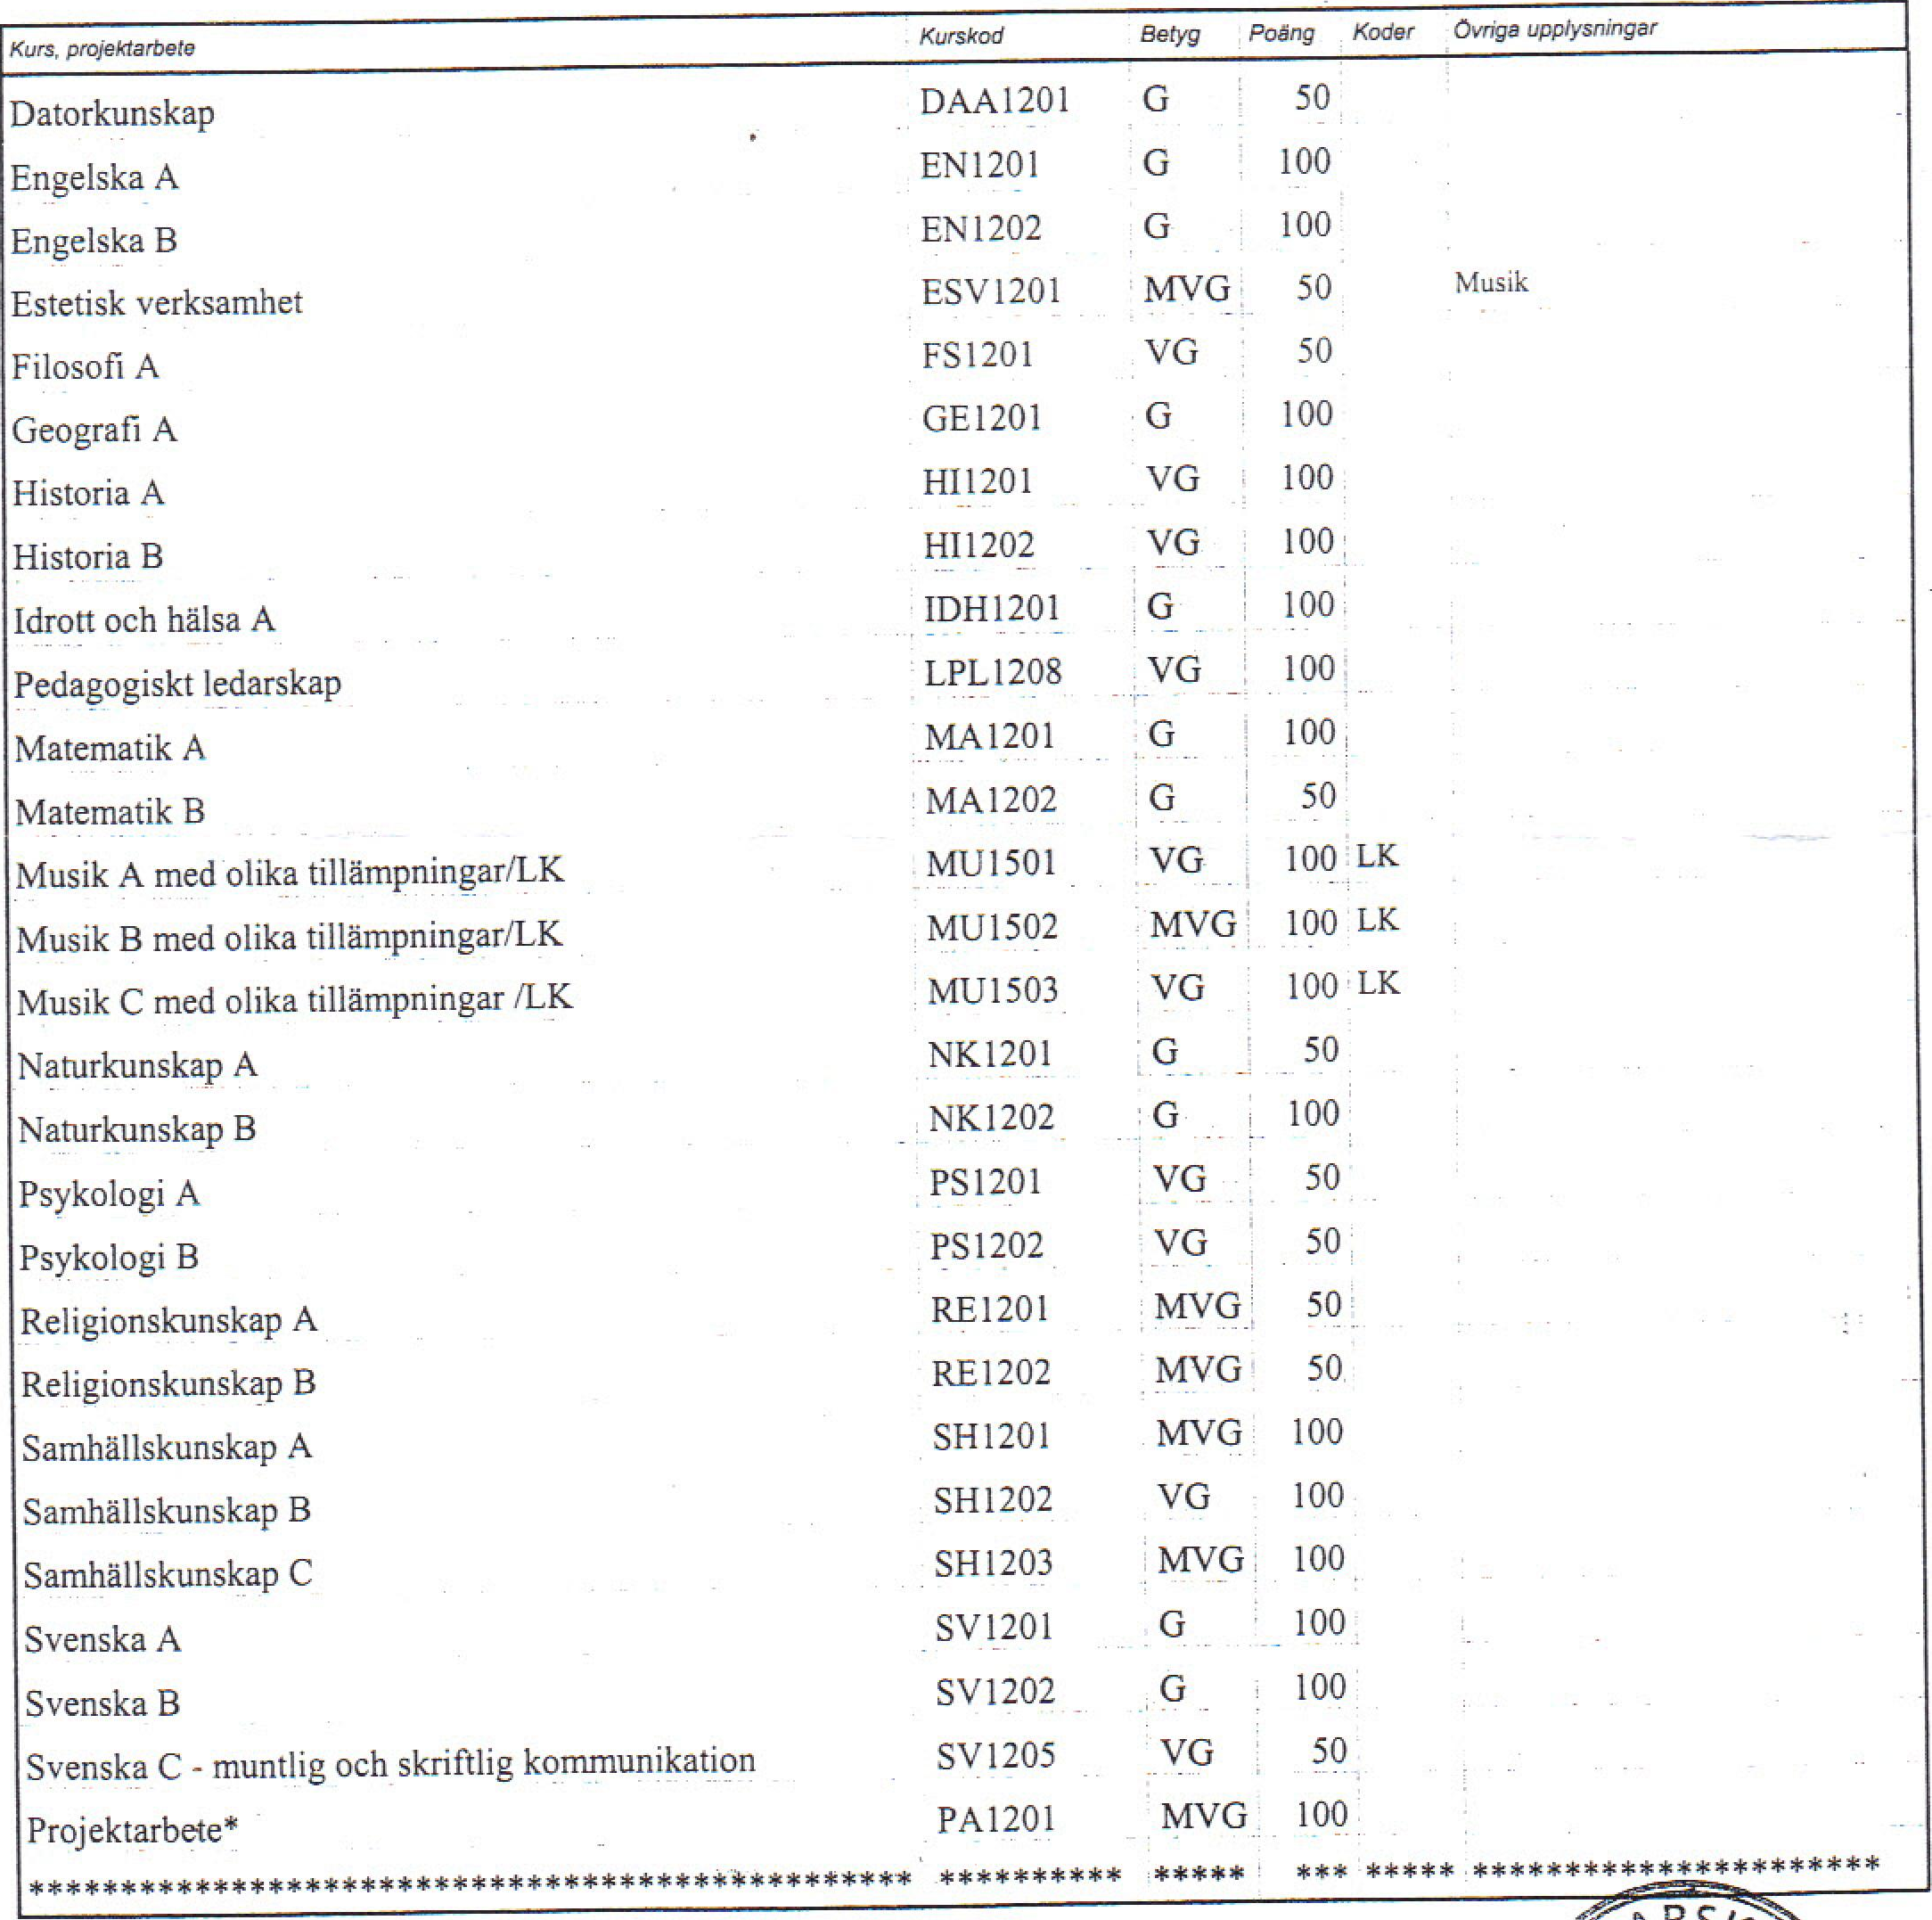 Kurs, projektarbete Kurskod Betyg Poäng Koder Övriga upplysningar
Datorkunskap DAA1201 G 50
Engelska A EN1201 G 100
Engelska B EN1202 G 100
Estetisk verksamhet ESV1201 MVG 50 Musik
Filosofi A FS1201 VG 50
Geografi A GE1201 G 100
Historia A HI1201 VG 100
Historia B HI1202 VG 100
Idrott och hälsa A IDH1201 G 100
Pedagogiskt ledarskap LPL1208 VG 100
Matematik A MA1201 G 100
Matematik B MA1202 G 50
Musik A med olika tillämpningar/LK MU1501 VG 100 LK
Musik B med olika tillämpningar/LK MU1502 MVG 100 LK
Musik C med olika tillämpningar /LK MU1503 VG 100 LK
Naturkunskap A NK1201 G 50
Naturkunskap B NK1202 G 100
Psykologi A PS1201 VG 50
Psykologi B PS1202 VG 50
Religionskunskap A RE1201 MVG 50
Religionskunskap B RE1202 MVG 50
Samhällskunskap A SH1201 MVG 100
Samhällskunskap B SH1202 VG 100
Samhällskunskap C SH1203 MVG 100
Svenska A SV1201 G 100
Svenska B SV1202 G 100
Svenska C - muntlig och skriftlig kommunikation SV1205 VG 50
Projektarbete* PA1201 MVG 100
************************************************ ********** ***** *** ***** **********************